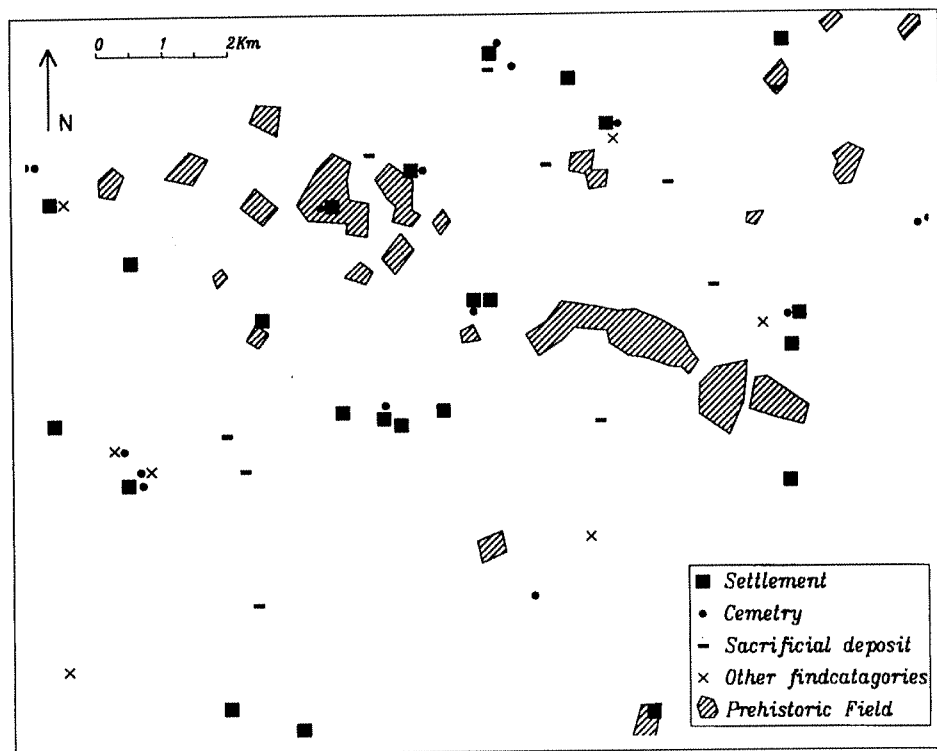 0 1 2Km
N
Settlement
Cemetry
Sacrificial deposit
Other findcatagories
Prehistoric Field